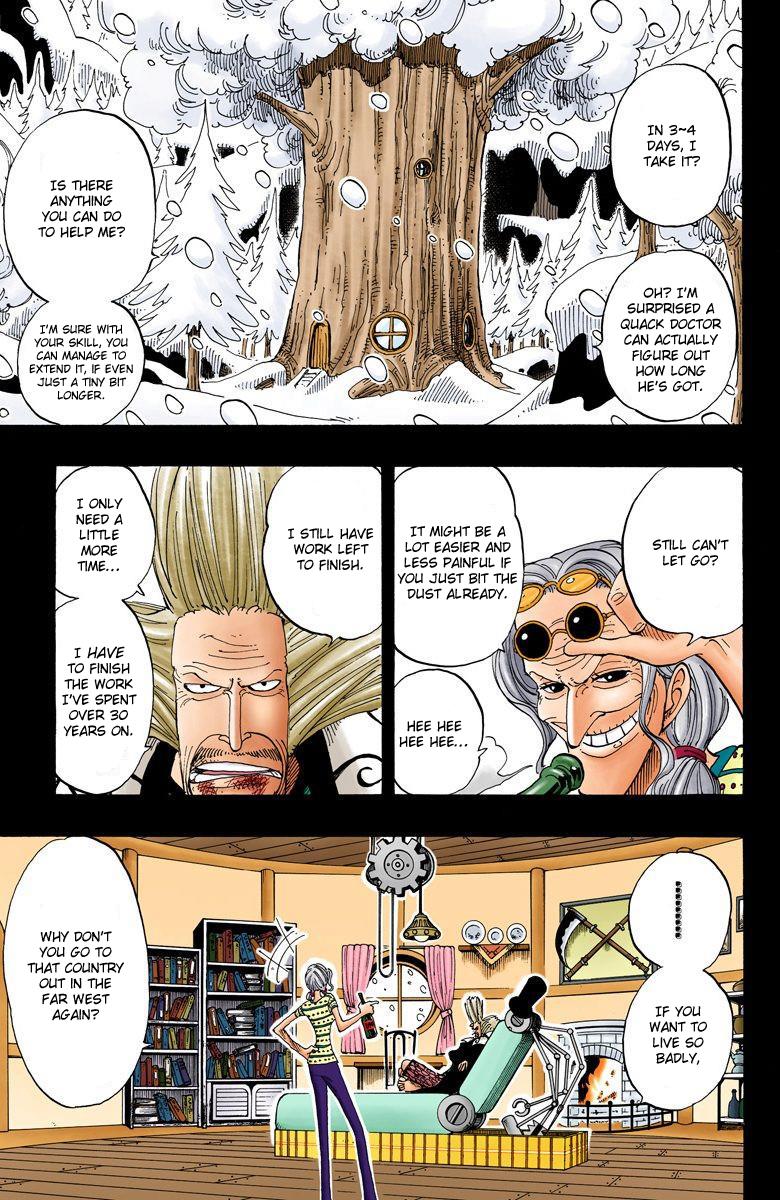 IN 3~4
DAYS, I
TAKE IT?
OH? I'M
SURPRISED A
QUACK DOCTOR
CAN ACTUALLY
FIGURE OUT
HOW LONG
HE'S GOT.
IS THERE
ANYTHING
YOU CAN DO
TO HELP ME?
I'M SURE WITH
YOUR SKILL, YOU
CAN MANAGE TO
EXTEND IT, IF EVEN
JUST A TINY BIT
LONGER.
STILL CAN'T
LET GO?
IT MIGHT BE A
LOT EASIER AND
LESS PAINFUL IF
YOU JUST BIT THE
DUST ALREADY.
HEE HEE
HEE HEE...
I STILL HAVE
WORK LEFT
TO FINISH.
I ONLY
NEED A
LITTLE
MORE
TIME...
I HAVE
TO FINISH
THE WORK
I'VE SPENT
OVER 30
YEARS ON.
.........
IF YOU
WANT TO
LIVE SO
BADLY,
WHY DON'T
YOU GO TO
THAT COUNTRY
OUT IN THE
FAR WEST
AGAIN?